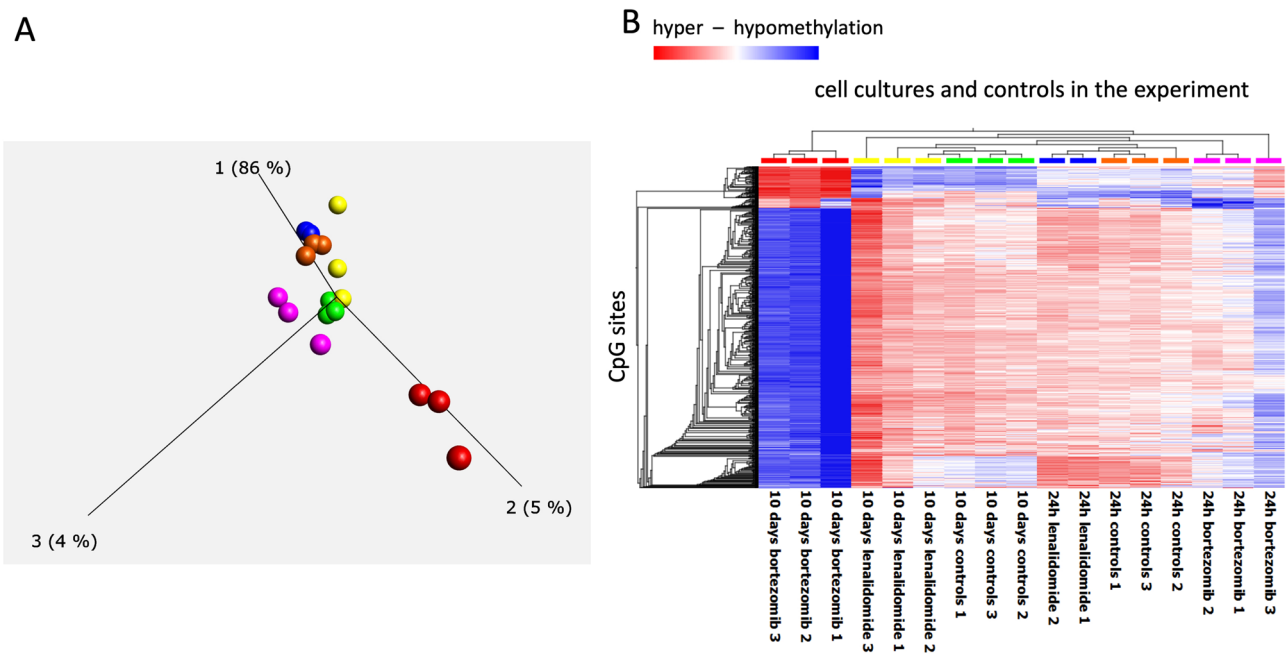 A
1 (86 %)
2 (5 %)
3 (4 %)
B
hyper – hypomethylation
cell cultures and controls in the experiment
CpG sites
10 days bortezomib 3
10 days bortezomib 2
10 days bortezomib 1
10 days lenalidomide 3
10 days lenalidomide 1
10 days lenalidomide 2
10 days controls 1
10 days controls 3
10 days controls 2
24h lenalidomide 2
24h lenalidomide 1
24h controls 1
24h controls 3
24h controls 2
24h bortezomib 2
24h bortezomib 1
24h bortezomib 3